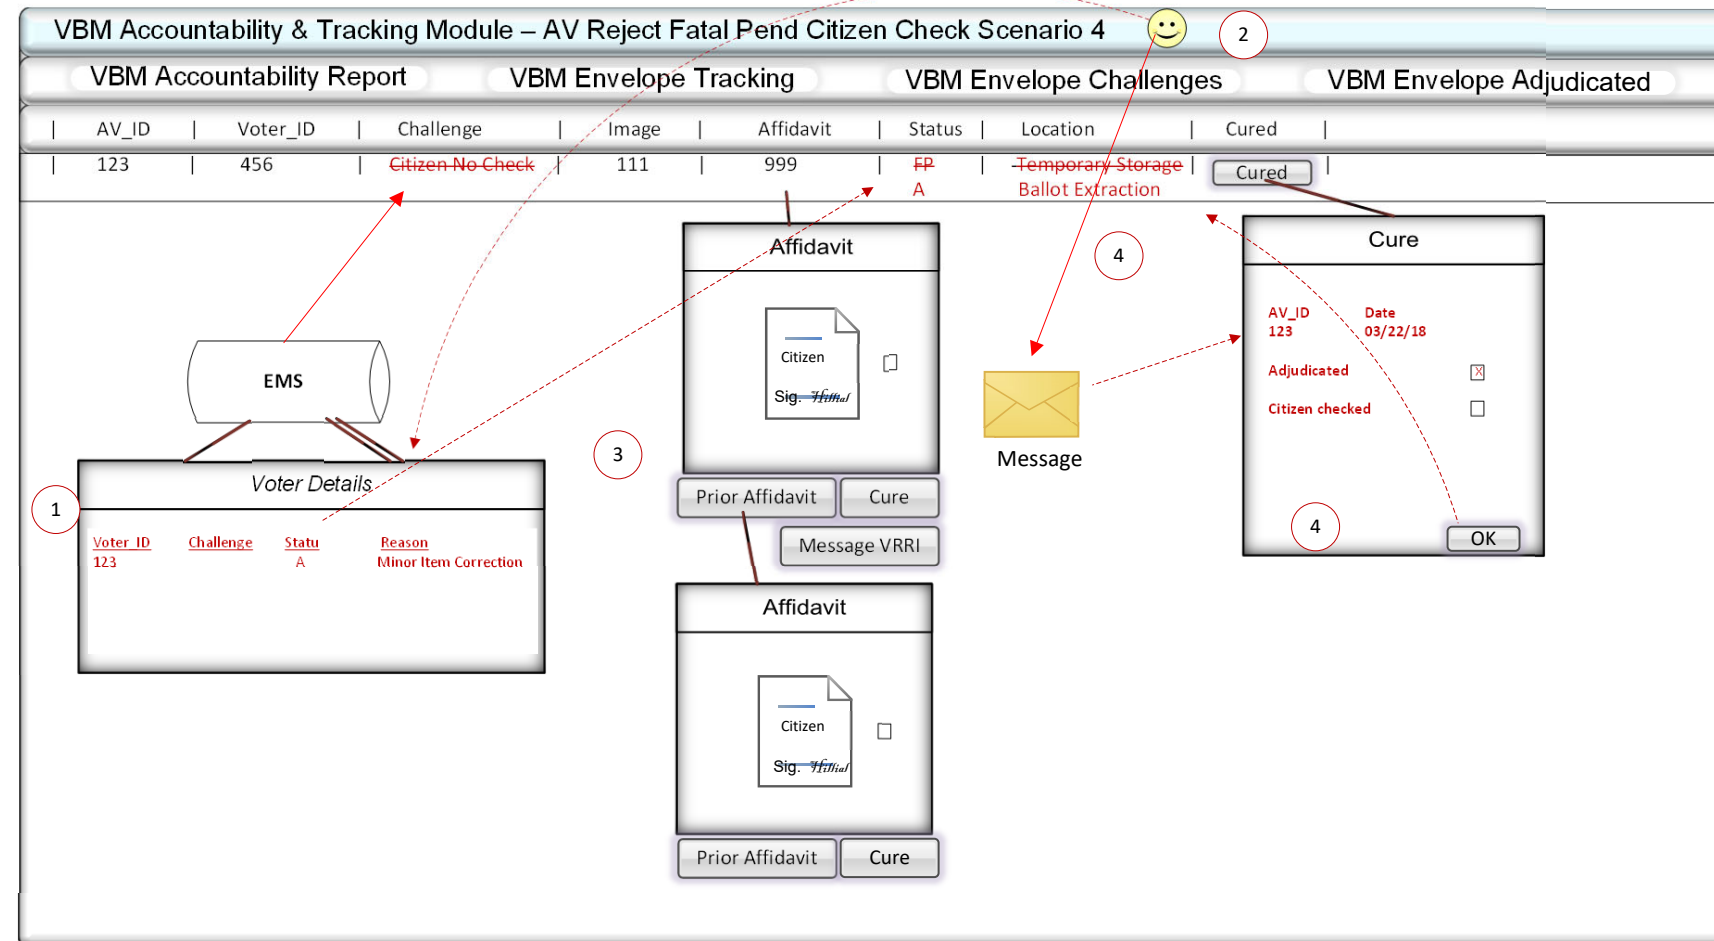 VBM Accountability & Tracking Module – AV Reject Fatal Pend Citizen Check Scenario 4
2
VBM Accountability Report VBM Envelope Tracking VBM Envelope Challenges VBM Envelope Adjudicated
| AV_ID | Voter_ID | Challenge | Image | Affidavit | Status | Location | Cured |
| 123 | 456 | Citizen No Check | 111 | 999 | FP | Temporary Storage | Cured |
A Ballot Extraction
Affidavit
Cure
4
AV_ID Date
123 03/22/18
Citizen
Sig.
Adjudicated X
Citizen checked
EMS
Message
3
Voter Details
1
Prior Affidavit Cure
4
OK
Message VRRI
Voter_ID Challenge Statu Reason
123 A Minor Item Correction
Affidavit
Citizen
Sig.
Prior Affidavit Cure